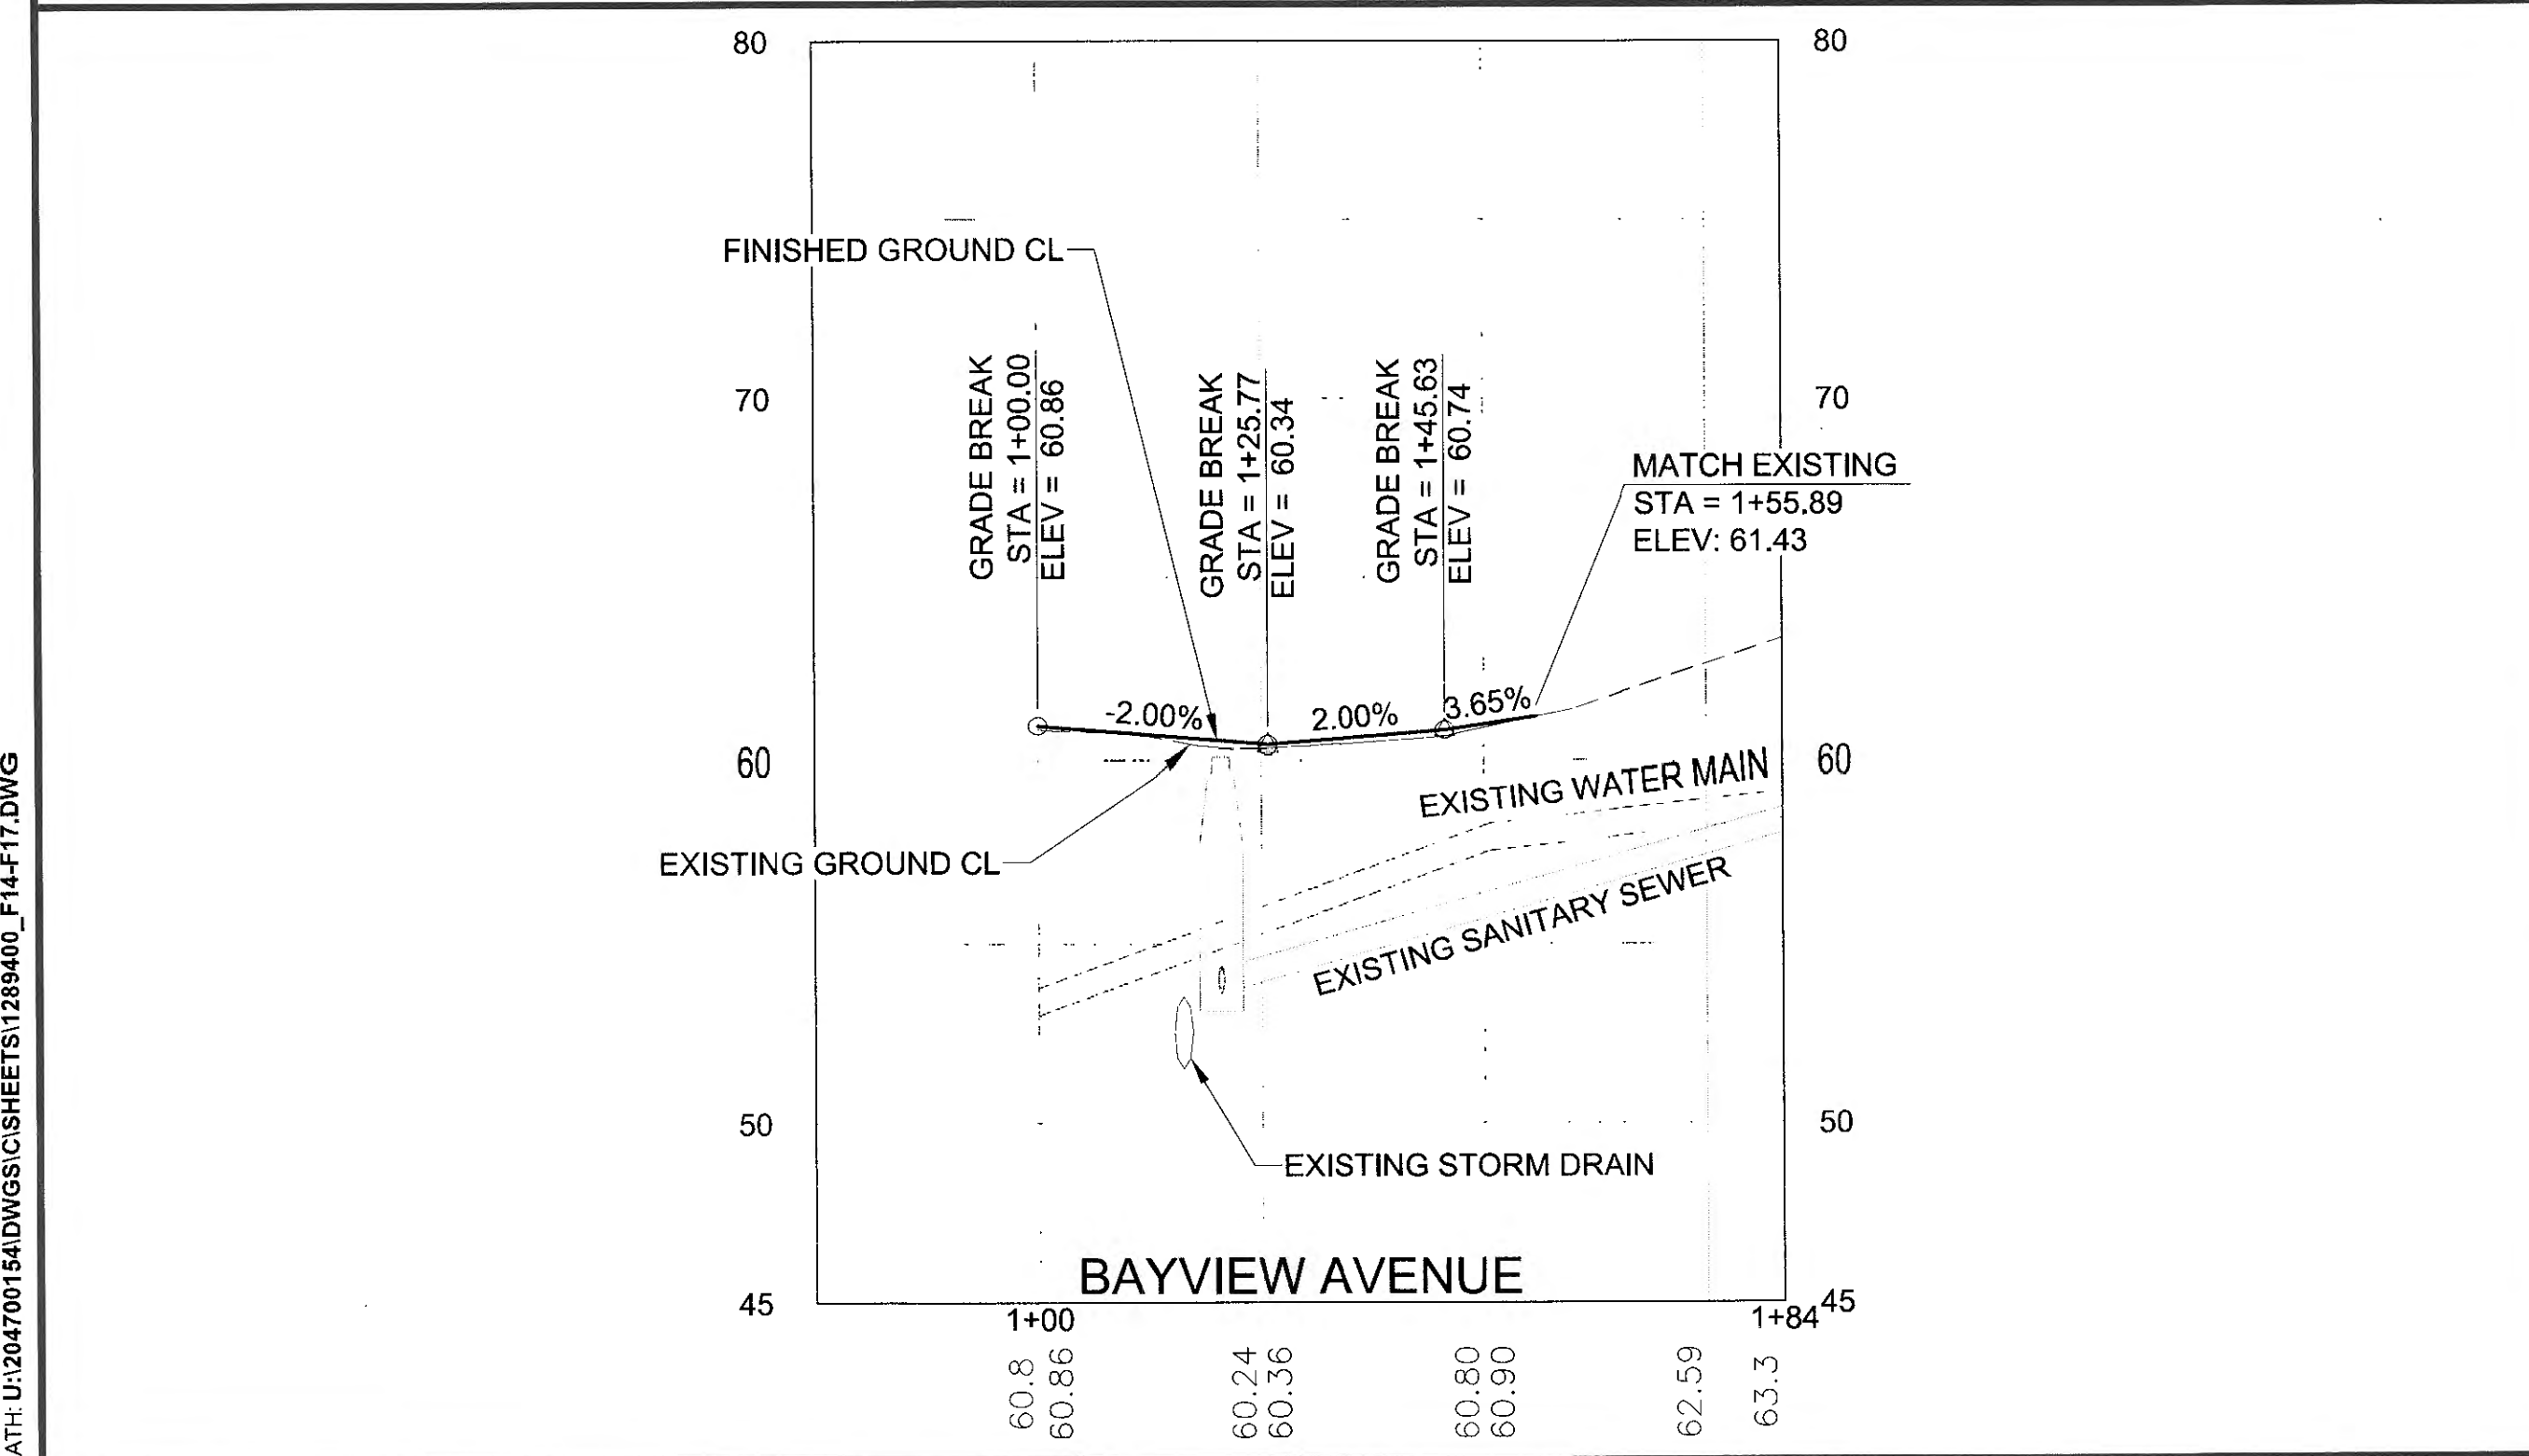 80
80
FINISHED GROUND CL
70
70
GRADE BREAK
STA = 1+00.00
ELEV = 60.86
GRADE BREAK
STA = 1+25.77
ELEV = 60.34
GRADE BREAK
STA = 1+45.63
ELEV = 60.74
MATCH EXISTING
STA = 1+55.89
ELEV: 61.43
-2.00%
2.00%
3.65%
60
60
EXISTING WATER MAIN
EXISTING GROUND CL
EXISTING SANITARY SEWER
50
50
EXISTING STORM DRAIN
BAYVIEW AVENUE
45
45
1+00
1+84
60.8
60.86
60.24
60.36
60.80
60.90
62.59
63.3
ATH: U:\204700154\DWGS\C\SHEETS\1289400_F14-F17.DWG